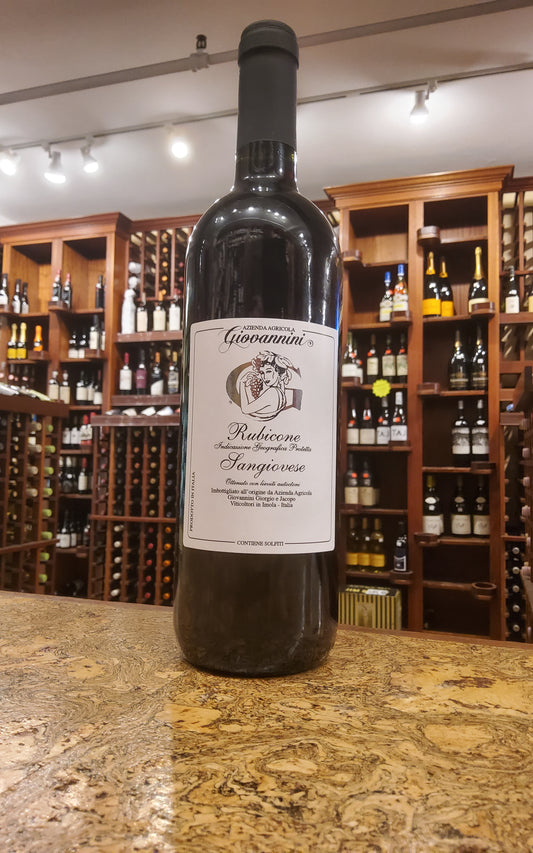 AZIENDA AGRICOLA
Giovannini
Rubicone
Indicazione Geografica Protetta
Sangiovese
Ottenuto con lieviti autoctoni
Imbottigliato all'origine da Azienda Agricola
Giovannini Giorgio e Jacopo
Viticoltori in Imola - Italia
PRODOTTO IN ITALIA
CONTIENE SOLFITI